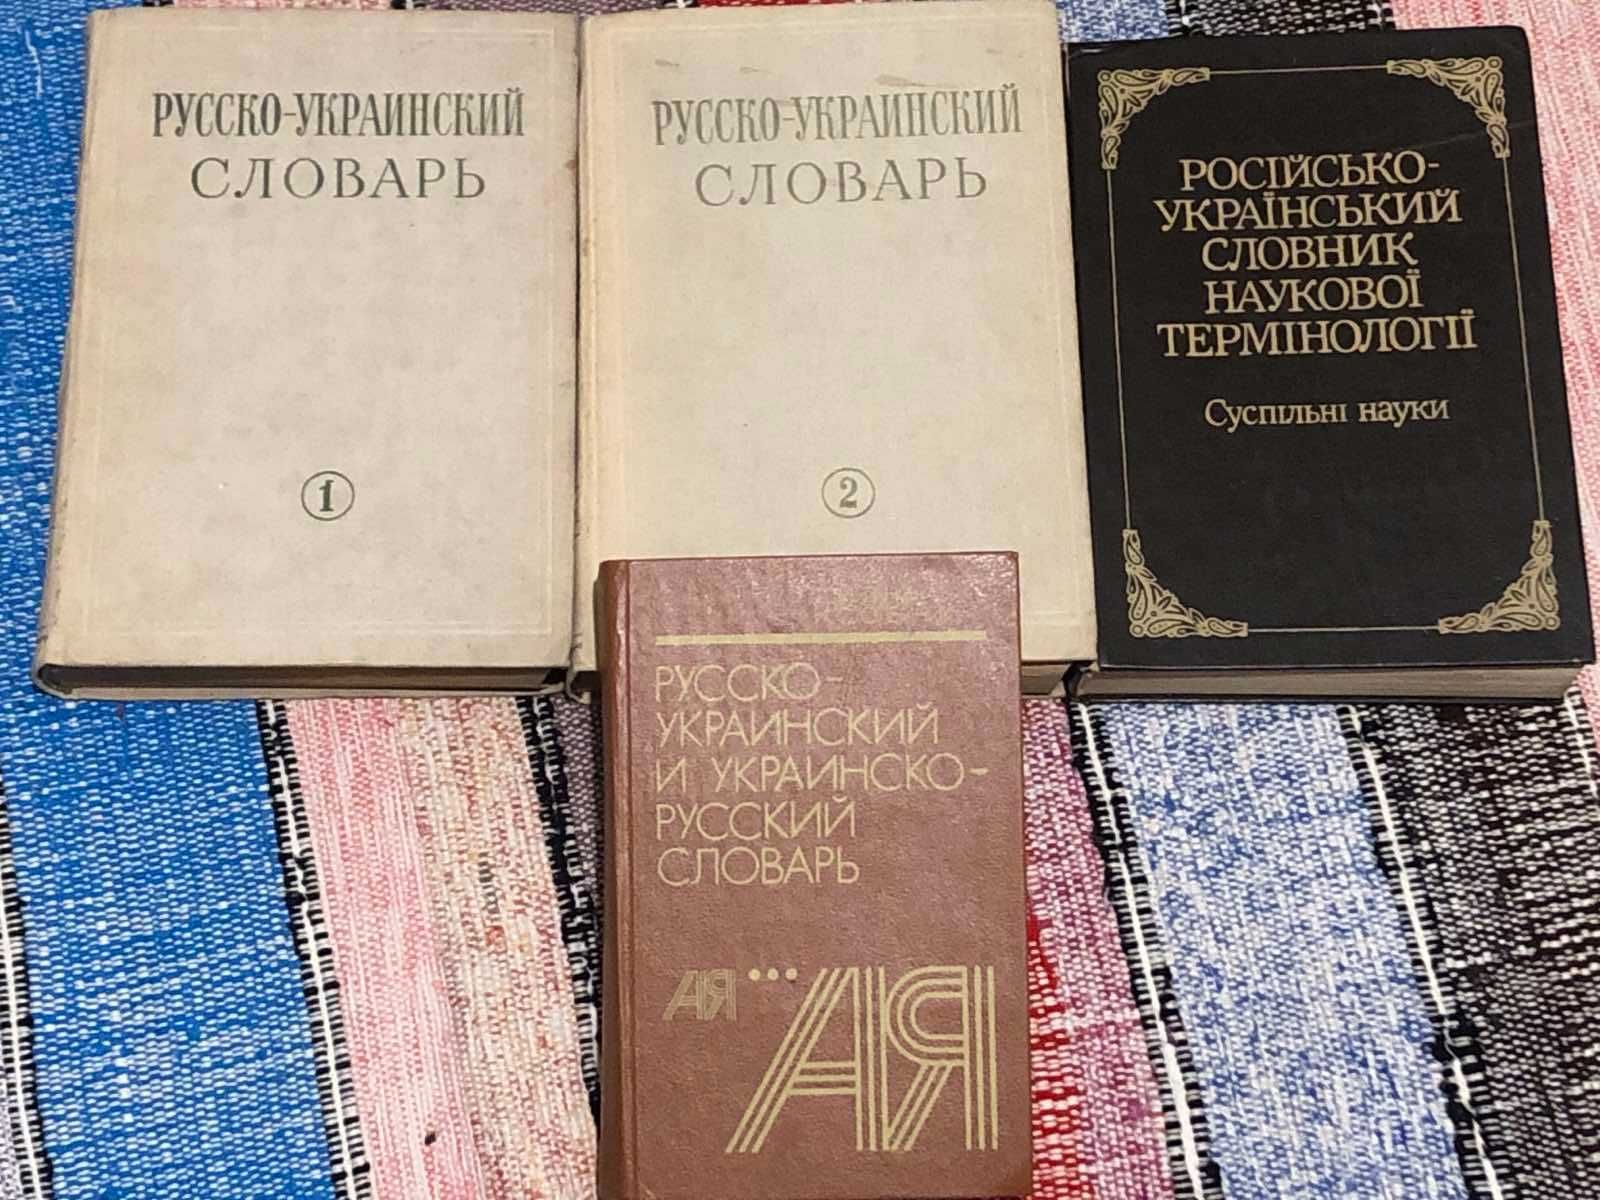 РУССКО-УКРАИНСКИЙ
СЛОВАРЬ
1
РУССКО-УКРАИНСКИЙ
СЛОВАРЬ
2
РОСІЙСЬКО-
УКРАЇНСЬКИЙ
СЛОВНИК
НАУКОВОЇ
ТЕРМІНОЛОГІЇ
Суспільні науки
РУССКО-
УКРАИНСКИЙ
И УКРАИНСКО-
РУССКИЙ
СЛОВАРЬ
АЯ...АЯ